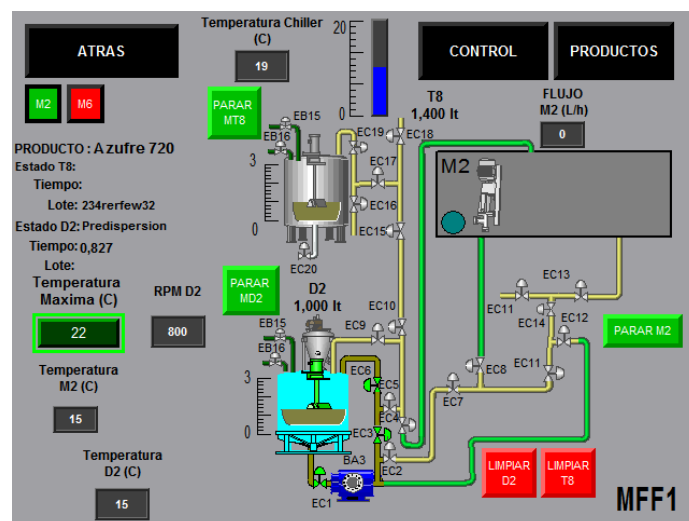 Temperatura Chiller
(C)
19
20
0
ATRAS
CONTROL
PRODUCTOS
M2
M6
PARAR
MT8
EB15
EB16
T8
1,400 lt
FLUJO
M2 (L/h)
0
EC19
EC18
EC17
EC16
EC15
EC20
3
0
M2
PRODUCTO : Azufre 720
Estado T8:
Tiempo:
Lote: 234rerfew32
Estado D2: Predispersion
Tiempo: 0,827
Lote:
Temperatura
Maxima (C)
22
RPM D2
800
PARAR
MD2
D2
1,000 lt
EC10
EB15
EB16
EC9
EC6
EC5
EC4
EC3
EC2
BA3
EC1
3
0
EC13
EC11
EC14
EC12
PARAR M2
EC8
EC11
EC7
Temperatura
M2 (C)
15
Temperatura
D2 (C)
15
LIMPIAR
D2
LIMPIAR
T8
MFF1